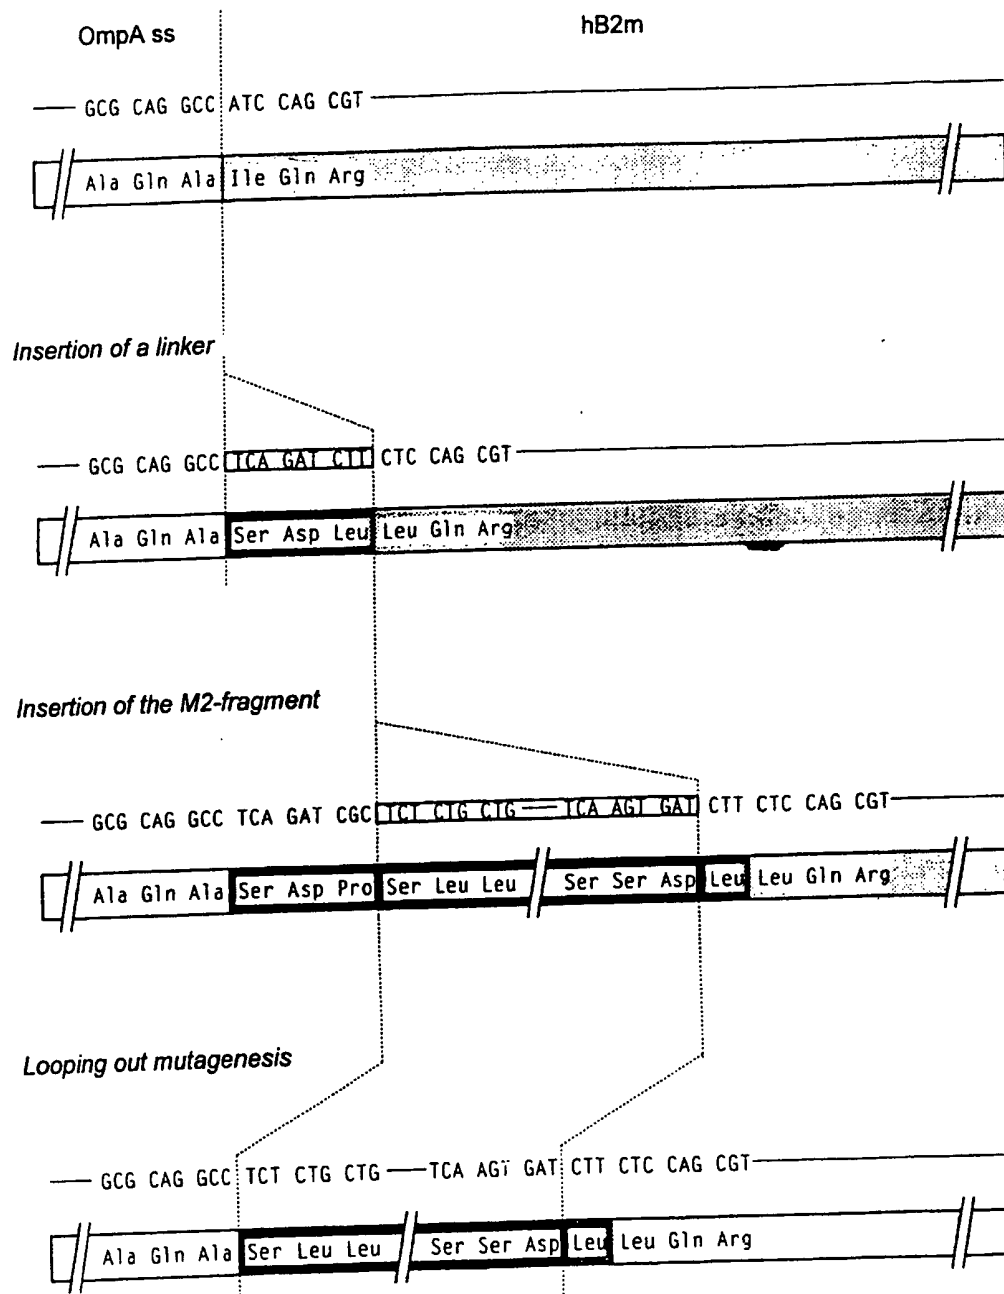 OmpA ss hB2m
GCG CAG GCC ATC CAG CGT
Ala Gln Ala Ile Gln Arg
Insertion of a linker
GCG CAG GCC TCA GAT CTT CTC CAG CGT
Ala Gln Ala Ser Asp Leu Leu Gln Arg
Insertion of the M2-fragment
GCG CAG GCC TCA GAT CGC TCT CTG CTG TCA AGT GAT CTT CTC CAG CGT
Ala Gln Ala Ser Asp Pro Ser Leu Leu Ser Ser Asp Leu Leu Gln Arg
Looping out mutagenesis
GCG CAG GCC TCT CTG CTG TCA AGT GAT CTT CTC CAG CGT
Ala Gln Ala Ser Leu Leu Ser Ser Asp Leu Leu Gln Arg